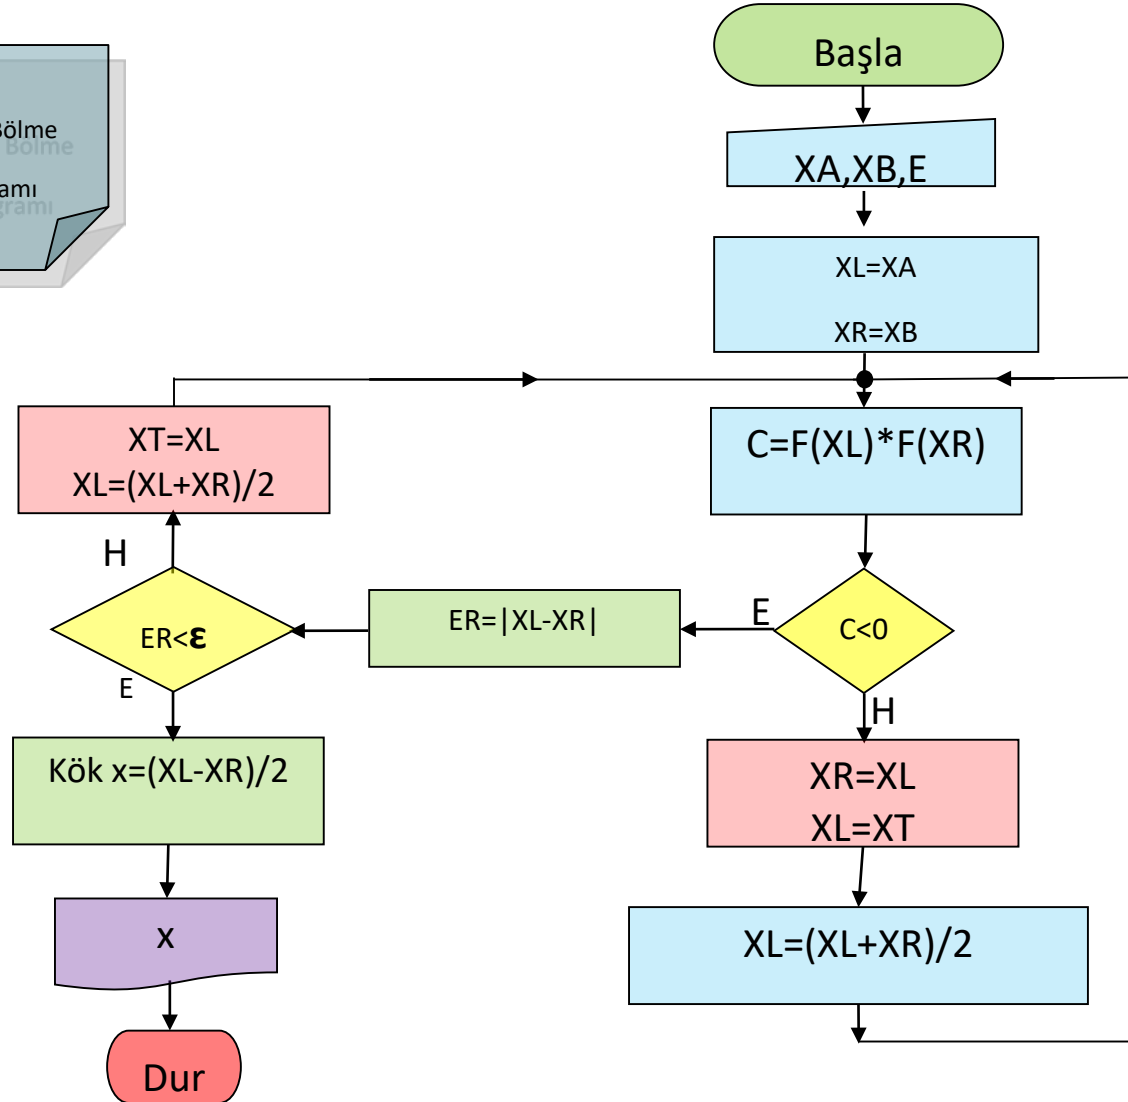 Bölme
amı
Başla
XA,XB,E
XL=XA
XR=XB
C=F(XL)*F(XR)
C<0
E
H
ER=|XL-XR|
ER<ε
H
E
XT=XL
XL=(XL+XR)/2
Kök x=(XL-XR)/2
x
Dur
XR=XL
XL=XT
XL=(XL+XR)/2